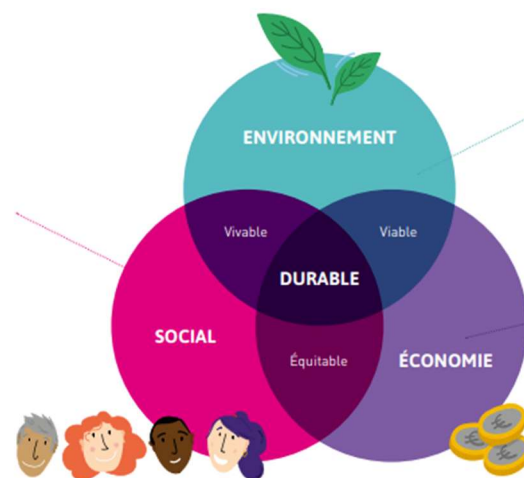 ENVIRONNEMENT
Vivable
Viable
DURABLE
SOCIAL
Équitable
ÉCONOMIE